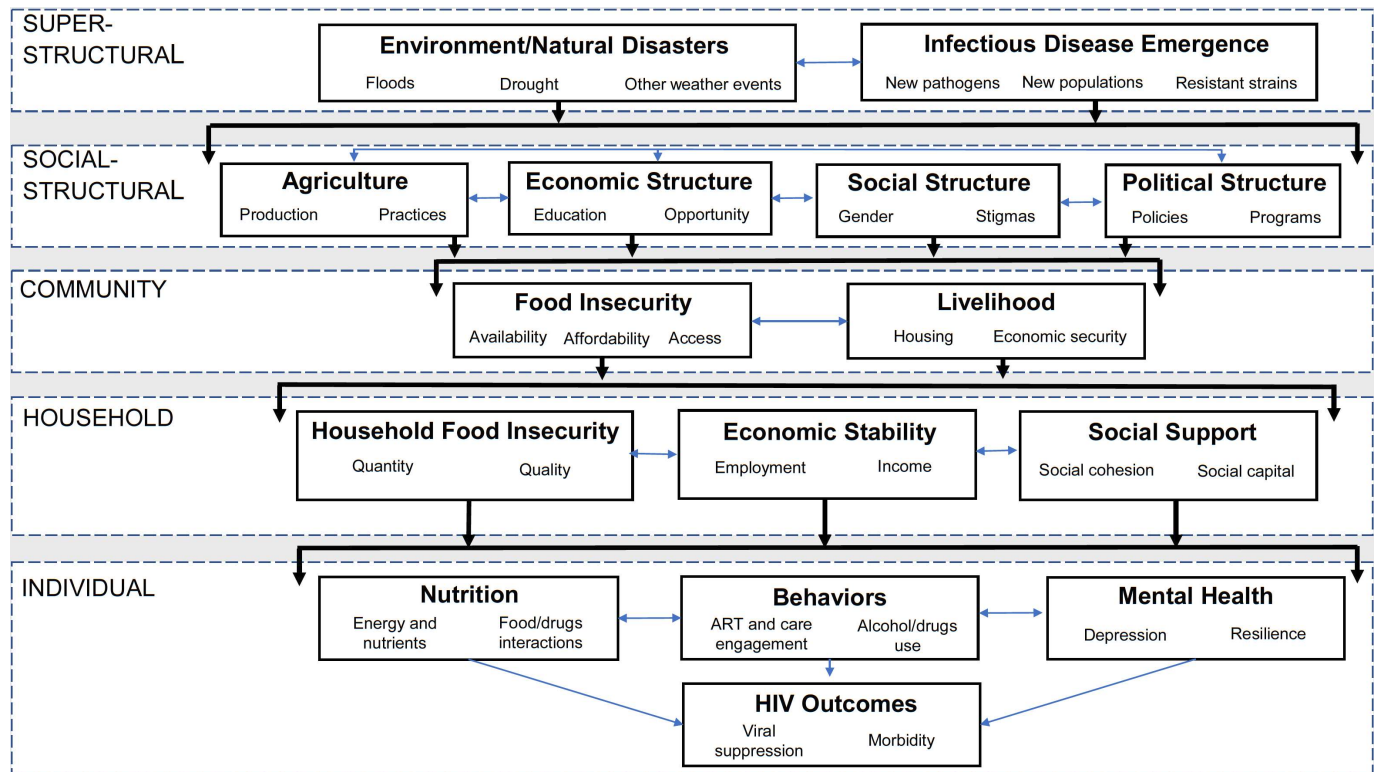 SUPER-
STRUCTURAL
Environment/Natural Disasters
Floods Drought Other weather events
Infectious Disease Emergence
New pathogens New populations Resistant strains
SOCIAL-
STRUCTURAL
Agriculture
Production Practices
Economic Structure
Education Opportunity
Social Structure
Gender Stigmas
Political Structure
Policies Programs
COMMUNITY
Food Insecurity
Availability Affordability Access
Livelihood
Housing Economic security
HOUSEHOLD
Household Food Insecurity
Quantity Quality
Economic Stability
Employment Income
Social Support
Social cohesion Social capital
INDIVIDUAL
Nutrition
Energy and
nutrients
Food/drugs
interactions
Behaviors
ART and care
engagement
Alcohol/drugs
use
Mental Health
Depression Resilience
HIV Outcomes
Viral
suppression
Morbidity